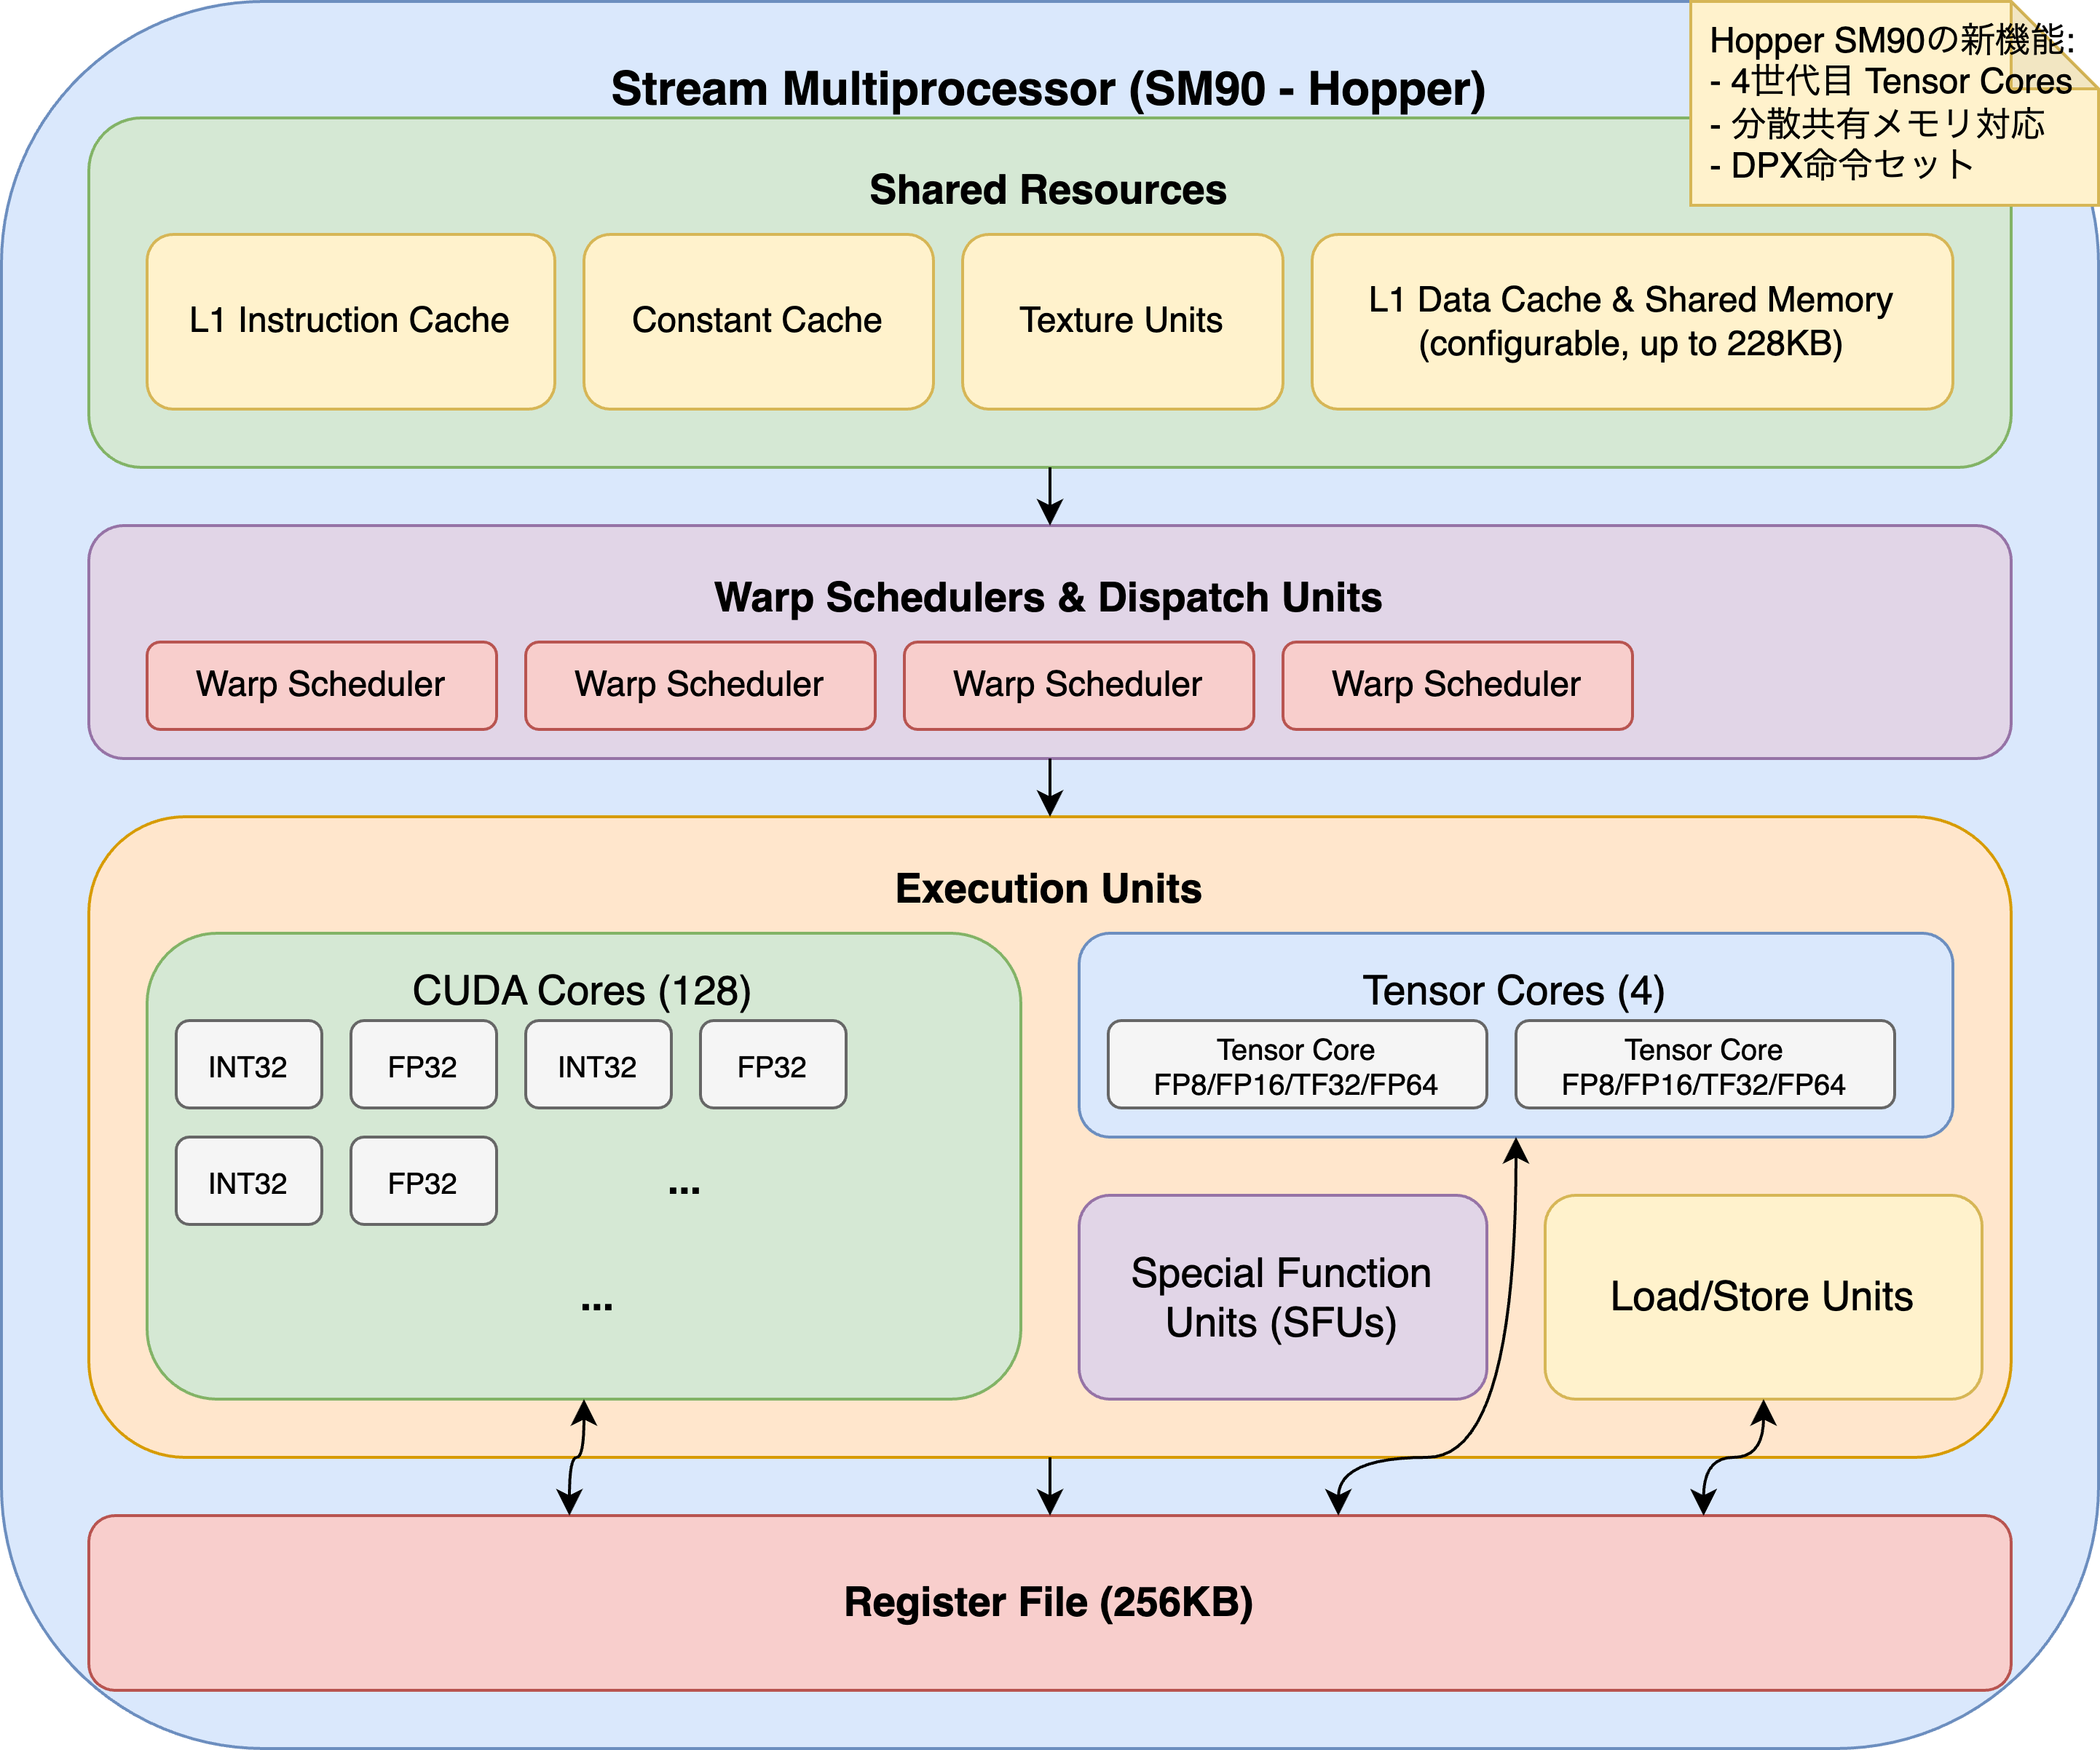 Hopper SM90の新機能:
- 4世代目 Tensor Cores
- 分散共有メモリ対応
- DPX命令セット
Stream Multiprocessor (SM90 - Hopper)
Shared Resources
L1 Instruction Cache
Constant Cache
Texture Units
L1 Data Cache & Shared Memory
(configurable, up to 228KB)
Warp Schedulers & Dispatch Units
Warp Scheduler
Warp Scheduler
Warp Scheduler
Warp Scheduler
Execution Units
CUDA Cores (128)
INT32
FP32
INT32
FP32
INT32
FP32
...
...
Tensor Cores (4)
Tensor Core
FP8/FP16/TF32/FP64
Tensor Core
FP8/FP16/TF32/FP64
Special Function
Units (SFUs)
Load/Store Units
Register File (256KB)